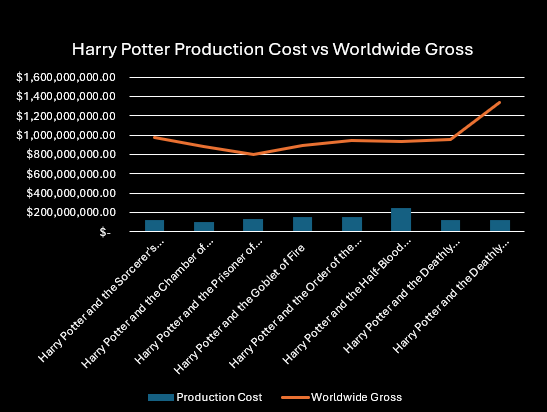 Harry Potter Production Cost vs Worldwide Gross
$1,600,000,000.00
$1,400,000,000.00
$1,200,000,000.00
$1,000,000,000.00
$800,000,000.00
$600,000,000.00
$400,000,000.00
$200,000,000.00
$-
Harry Potter and the Sorcerer's...
Harry Potter and the Chamber of...
Harry Potter and the Prisoner of...
Harry Potter and the Goblet of Fire
Harry Potter and the Order of the...
Harry Potter and the Half-Blood...
Harry Potter and the Deathly...
Harry Potter and the Deathly...
Production Cost
Worldwide Gross